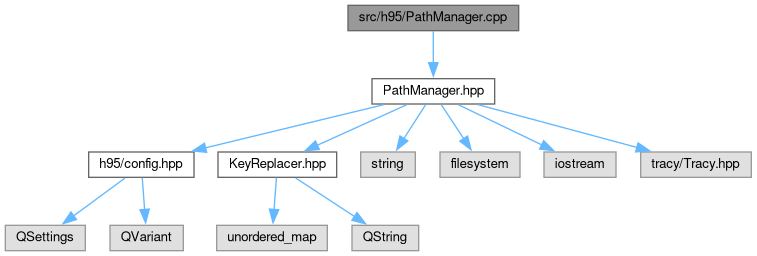 src/h95/PathManager.cpp
PathManager.hpp
h95/config.hpp
KeyReplacer.hpp
string
filesystem
iostream
tracy/Tracy.hpp
QSettings
QVariant
unordered_map
QString